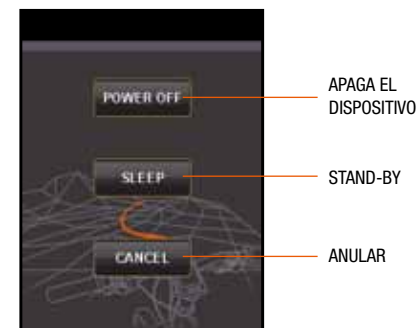 POWER OFF
APAGA EL
DISPOSITIVO
SLEEP
STAND-BY
CANCEL
ANULAR